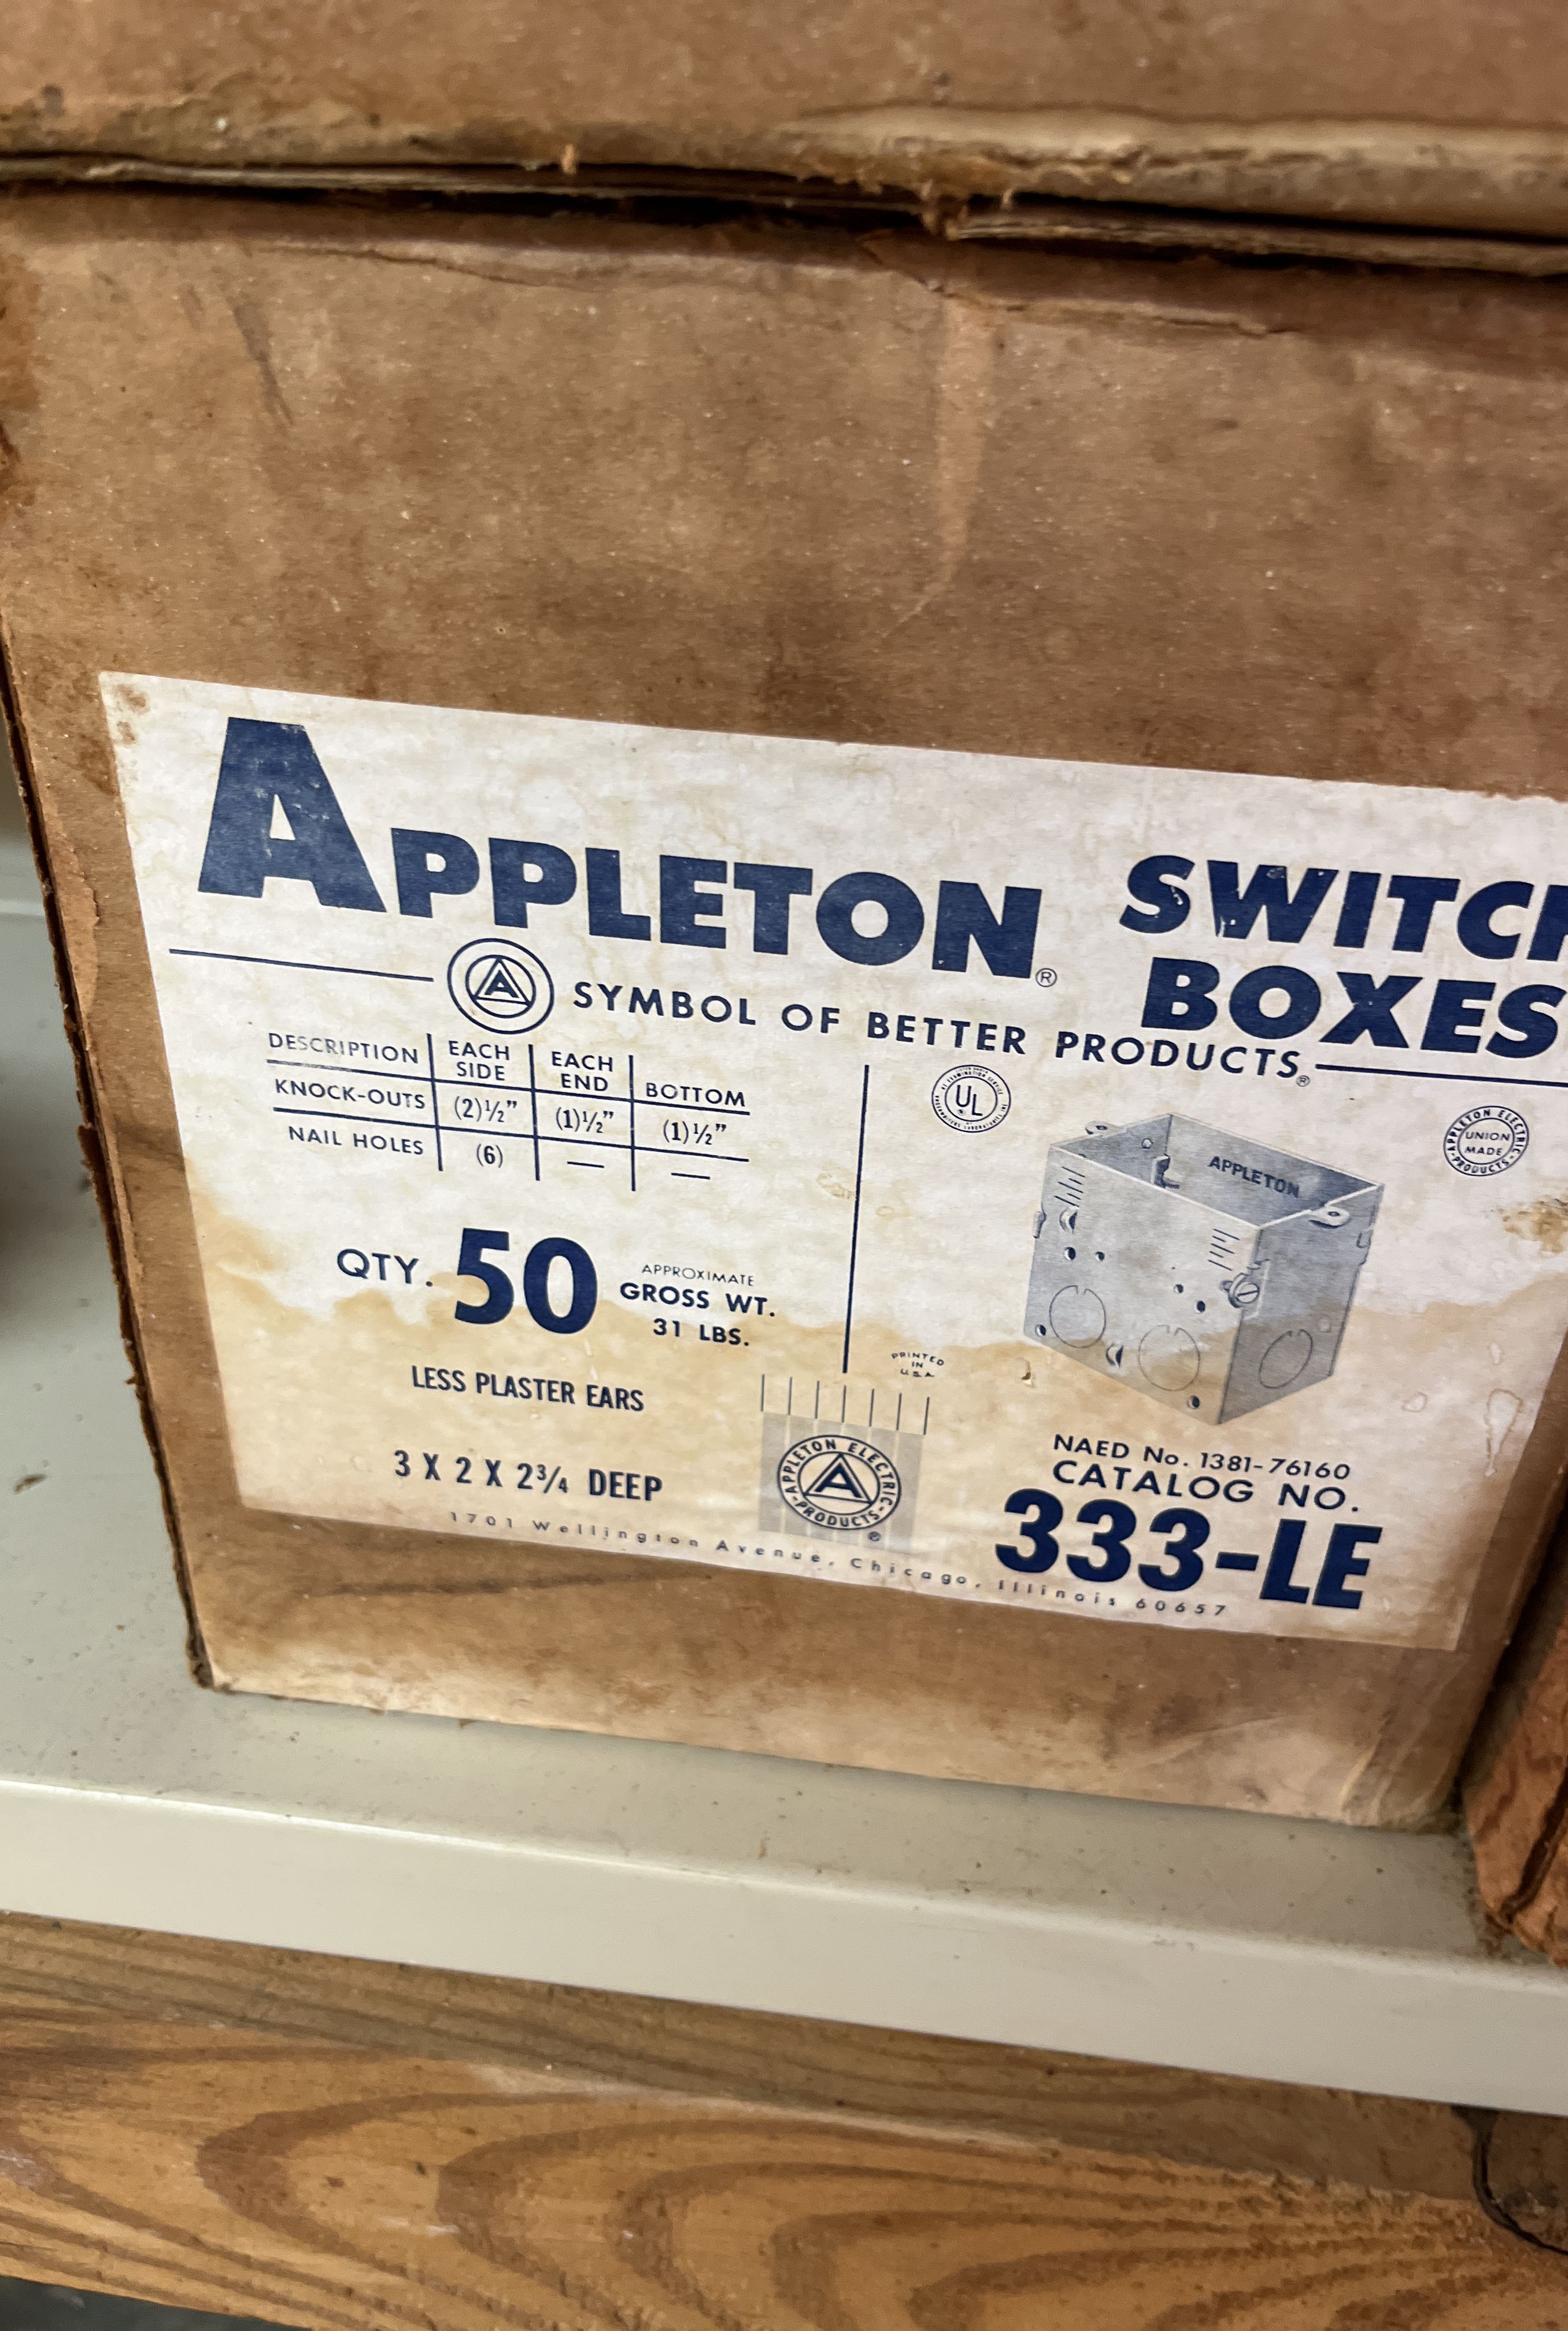 APPLETON®
SWITCH
BOXES
A
SYMBOL OF BETTER PRODUCTS®
DESCRIPTION EACH SIDE EACH END BOTTOM
KNOCK-OUTS (2)½" (1)½" (1)½"
NAIL HOLES (6) — —
QTY. 50
APPROXIMATE
GROSS WT.
31 LBS.
LESS PLASTER EARS
3 X 2 X 2¾ DEEP
UL
APPLETON ELECTRIC
UNION
MADE
PRODUCTS
APPLETON
PRINTED
IN
U.S.A.
APPLETON ELECTRIC
A
PRODUCTS
®
NAED No. 1381-76160
CATALOG NO.
333-LE
1701 Wellington Avenue, Chicago, Illinois 60657